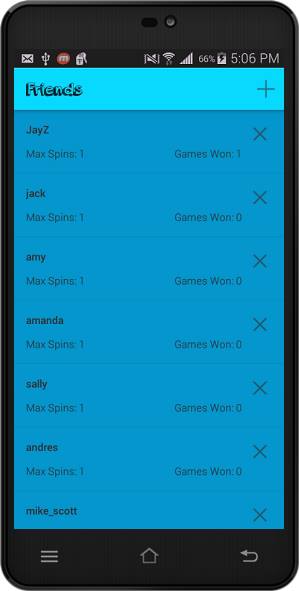 66% 5:06 PM
Friends
JayZ
Max Spins: 1 Games Won: 1
jack
Max Spins: 1 Games Won: 0
amy
Max Spins: 1 Games Won: 0
amanda
Max Spins: 1 Games Won: 0
sally
Max Spins: 1 Games Won: 0
andres
Max Spins: 1 Games Won: 0
mike_scott